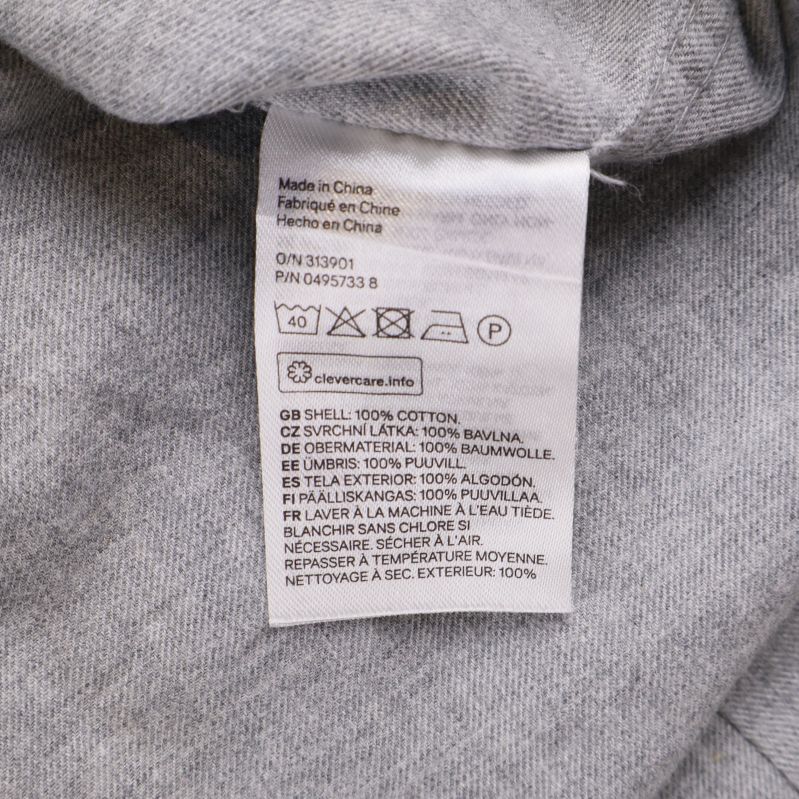 Made in China
Fabriqué en Chine
Hecho en China
O/N 313901
P/N 0495733 8
40 P
clevercare.info
GB SHELL: 100% COTTON.
CZ SVRCHNÍ LÁTKA: 100% BAVLNA.
DE OBERMATERIAL: 100% BAUMWOLLE.
EE ÜMBRIS: 100% PUUVILL.
ES TELA EXTERIOR: 100% ALGODÓN.
FI PÄÄLLISKANGAS: 100% PUUVILLAA.
FR LAVER À LA MACHINE À L'EAU TIÈDE.
BLANCHIR SANS CHLORE SI
NÉCESSAIRE. SÉCHER À L'AIR.
REPASSER À TEMPÉRATURE MOYENNE.
NETTOYAGE À SEC. EXTERIEUR: 100%